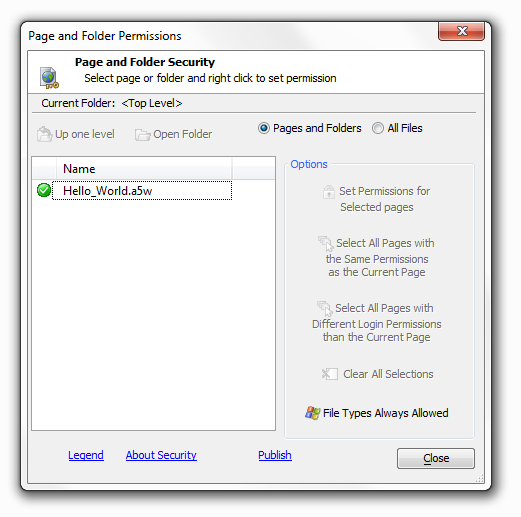 Page and Folder Permissions
Page and Folder Security
Select page or folder and right click to set permission
Current Folder: <Top Level>
Up one level
Open Folder
Pages and Folders
All Files
Name
Hello_World.a5w
Options
Set Permissions for
Selected pages
Select All Pages with
the Same Permissions
as the Current Page
Select All Pages with
Different Login Permissions
than the Current Page
Clear All Selections
File Types Always Allowed
Legend
About Security
Publish
Close